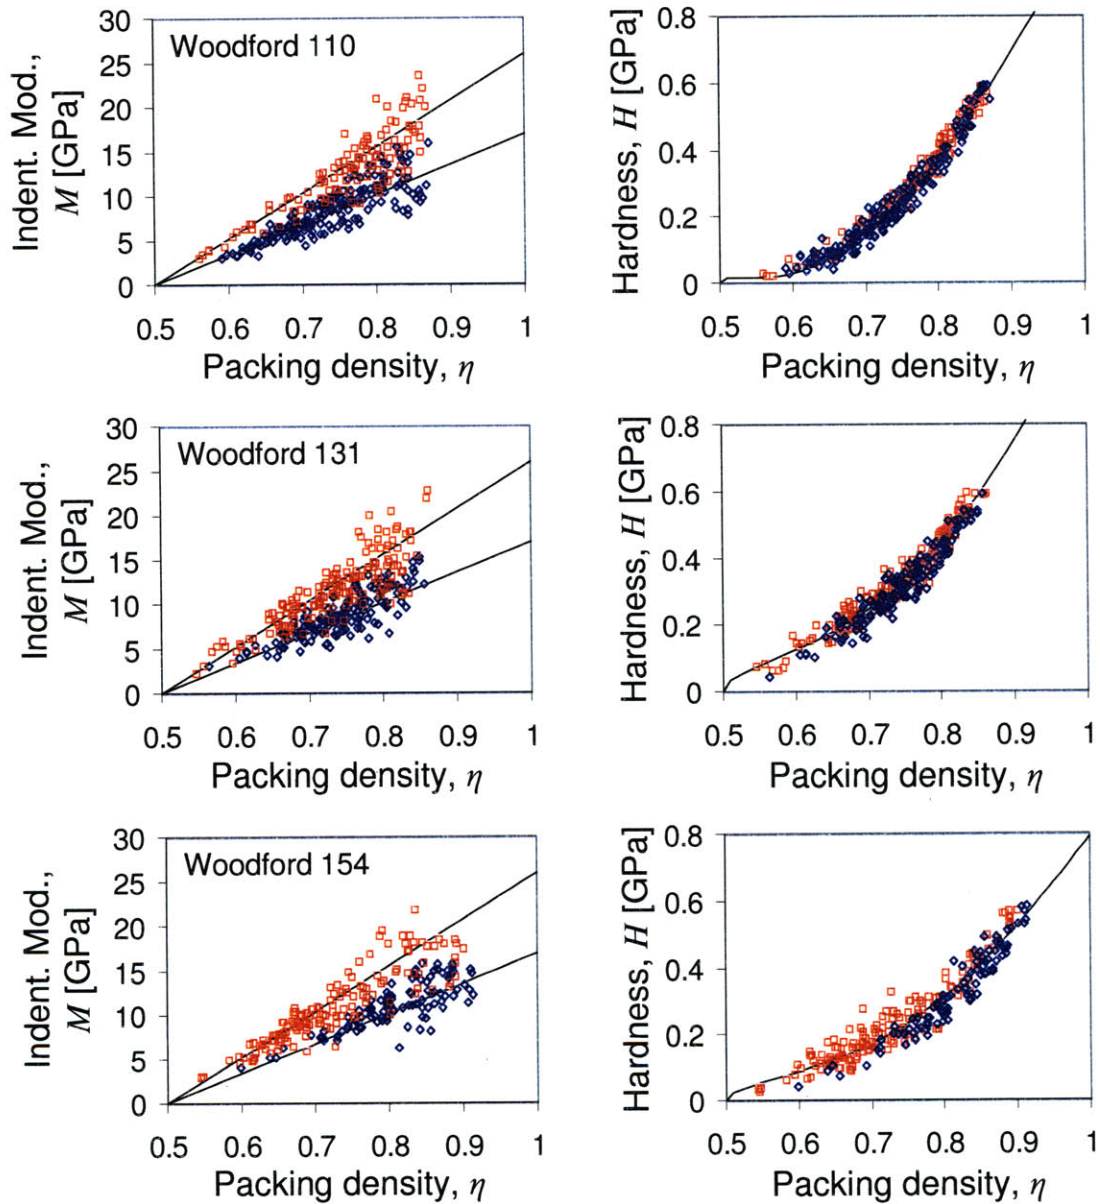 30
25
20
15
10
5
0
Indent. Mod.,
M [GPa]
Woodford 110
0.5 0.6 0.7 0.8 0.9 1
Packing density, η
0.8
0.6
0.4
0.2
0
Hardness, H [GPa]
0.5 0.6 0.7 0.8 0.9 1
Packing density, η
30
25
20
15
10
5
0
Indent. Mod.,
M [GPa]
Woodford 131
0.5 0.6 0.7 0.8 0.9 1
Packing density, η
0.8
0.6
0.4
0.2
0
Hardness, H [GPa]
0.5 0.6 0.7 0.8 0.9 1
Packing density, η
30
25
20
15
10
5
0
Indent. Mod.,
M [GPa]
Woodford 154
0.5 0.6 0.7 0.8 0.9 1
Packing density, η
0.8
0.6
0.4
0.2
0
Hardness, H [GPa]
0.5 0.6 0.7 0.8 0.9 1
Packing density, η